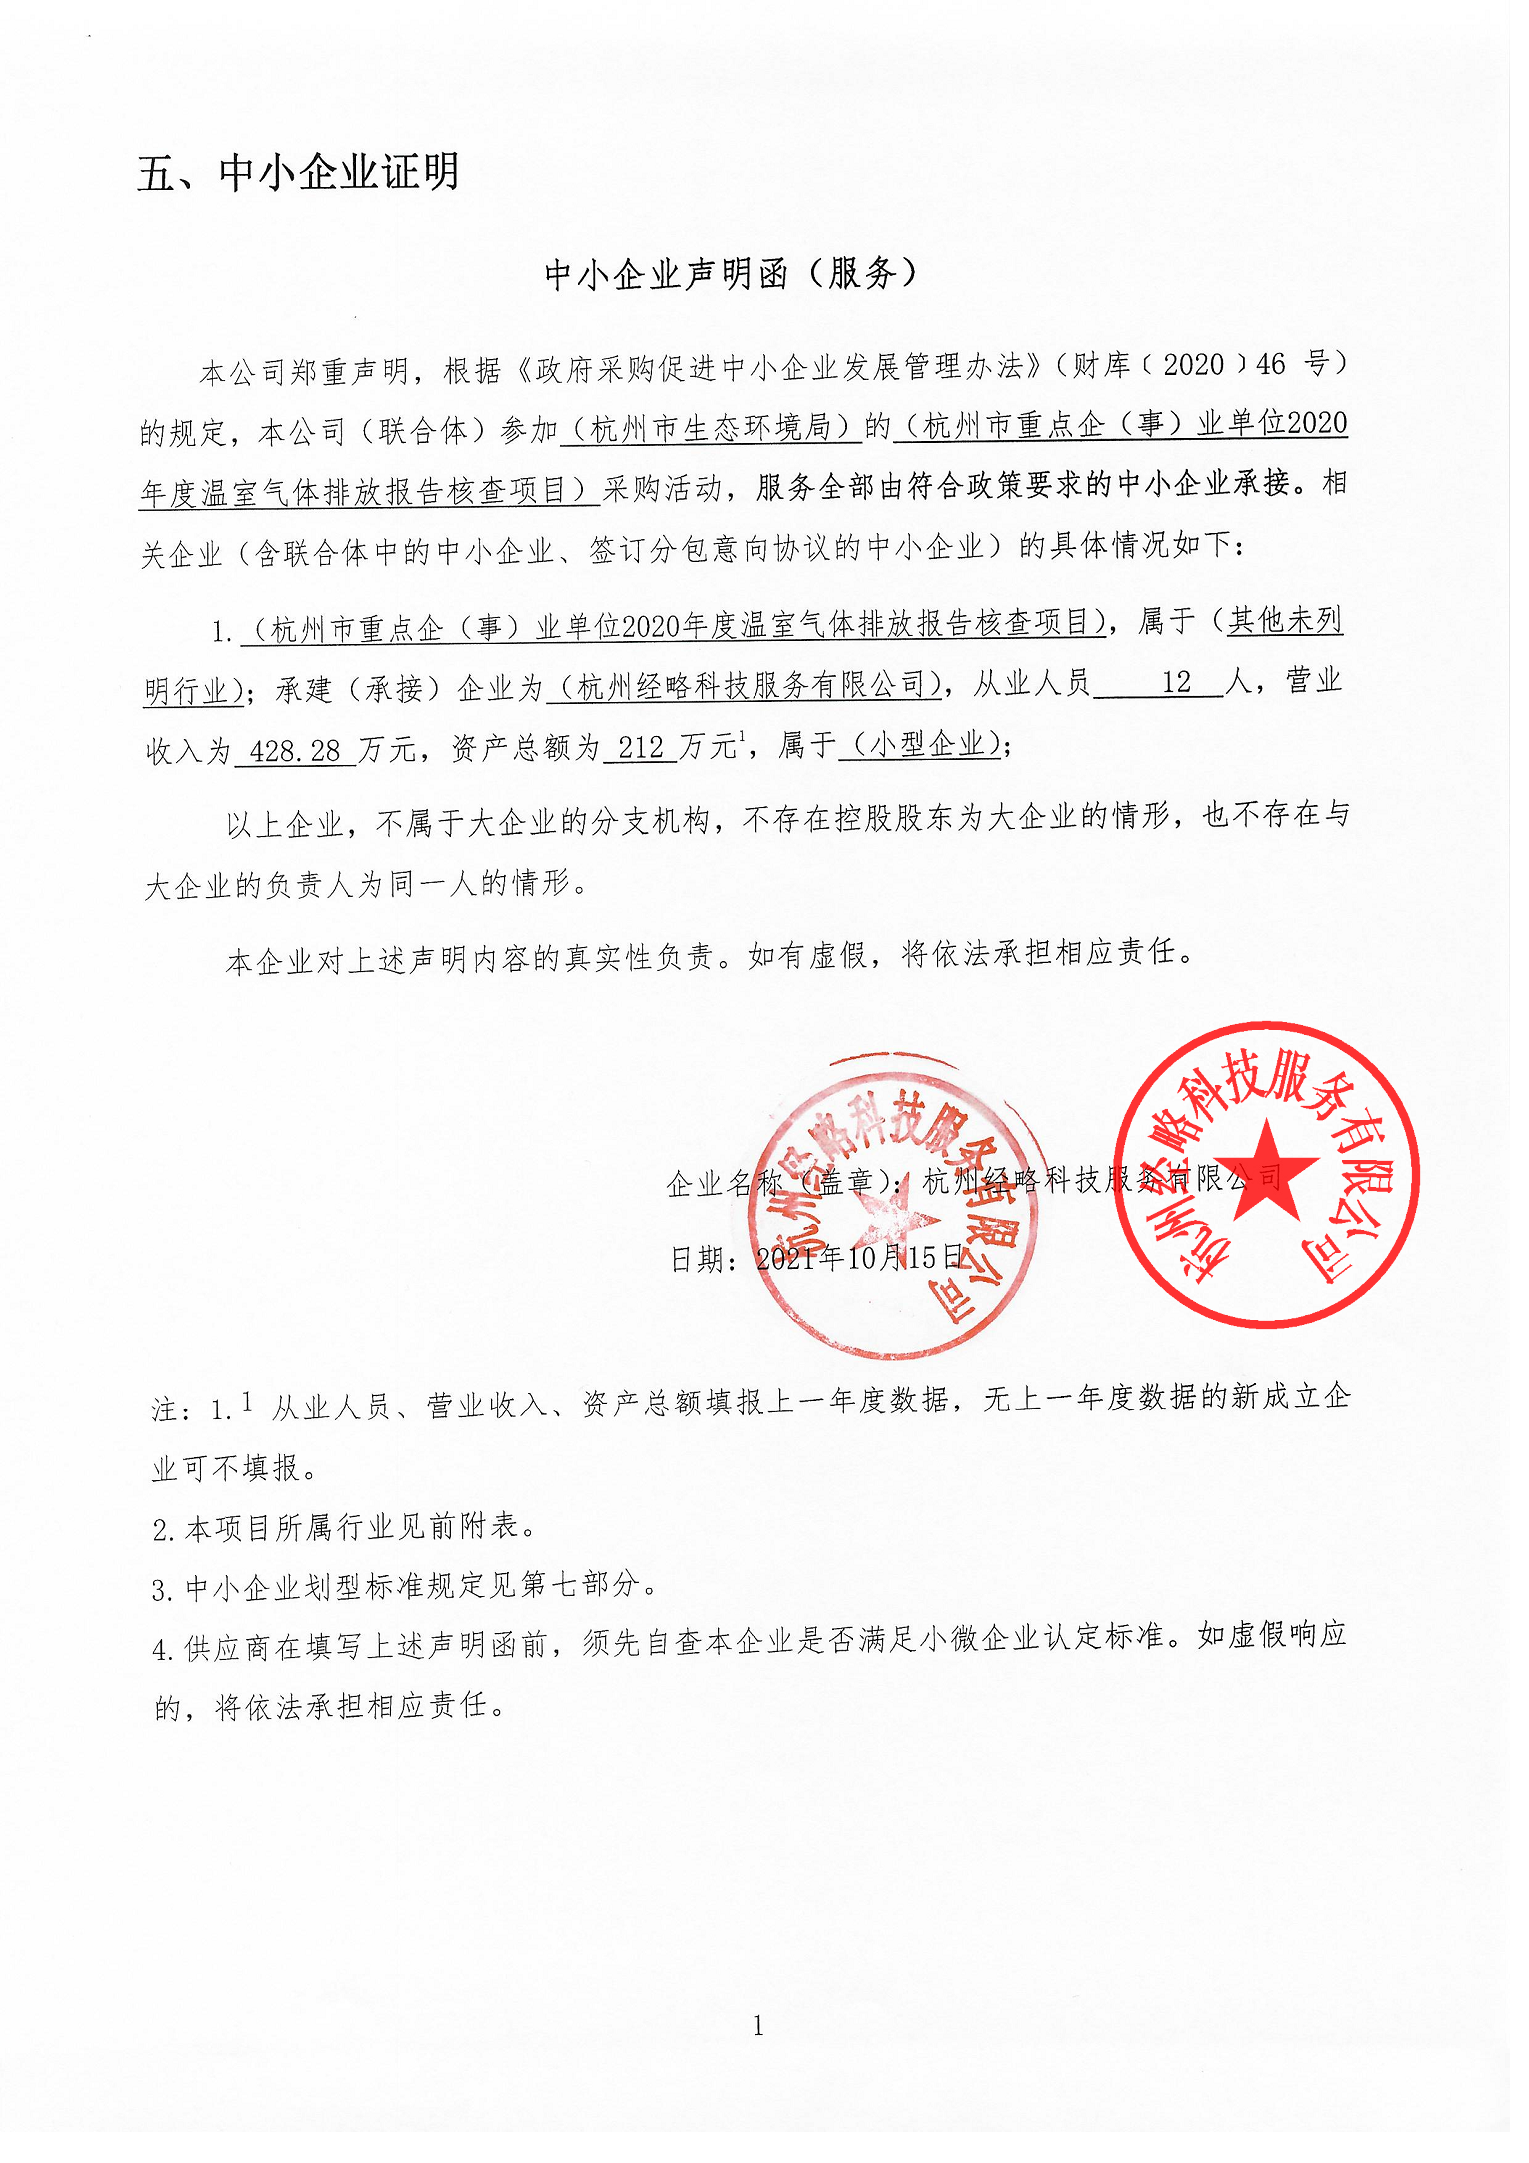 五、中小企业证明
中小企业声明函（服务）
本公司郑重声明，根据《政府采购促进中小企业发展管理办法》（财库﹝2020﹞46 号）
的规定，本公司（联合体）参加（杭州市生态环境局）的（杭州市重点企（事）业单位2020
年度温室气体排放报告核查项目）采购活动，服务全部由符合政策要求的中小企业承接。相
关企业（含联合体中的中小企业、签订分包意向协议的中小企业）的具体情况如下：
1.（杭州市重点企（事）业单位2020年度温室气体排放报告核查项目），属于（其他未列
明行业）；承建（承接）企业为（杭州经略科技服务有限公司），从业人员 12 人，营业
收入为 428.28 万元，资产总额为 212 万元¹，属于（小型企业）；
以上企业，不属于大企业的分支机构，不存在控股股东为大企业的情形，也不存在与
大企业的负责人为同一人的情形。
本企业对上述声明内容的真实性负责。如有虚假，将依法承担相应责任。
杭州经略科技服务有限公司
杭州经略科技服务有限公司
企业名称（盖章）：杭州经略科技服务有限公司
日期：2021年10月15日
注：1.¹ 从业人员、营业收入、资产总额填报上一年度数据，无上一年度数据的新成立企
业可不填报。
2.本项目所属行业见前附表。
3.中小企业划型标准规定见第七部分。
4.供应商在填写上述声明函前，须先自查本企业是否满足小微企业认定标准。如虚假响应
的，将依法承担相应责任。
1